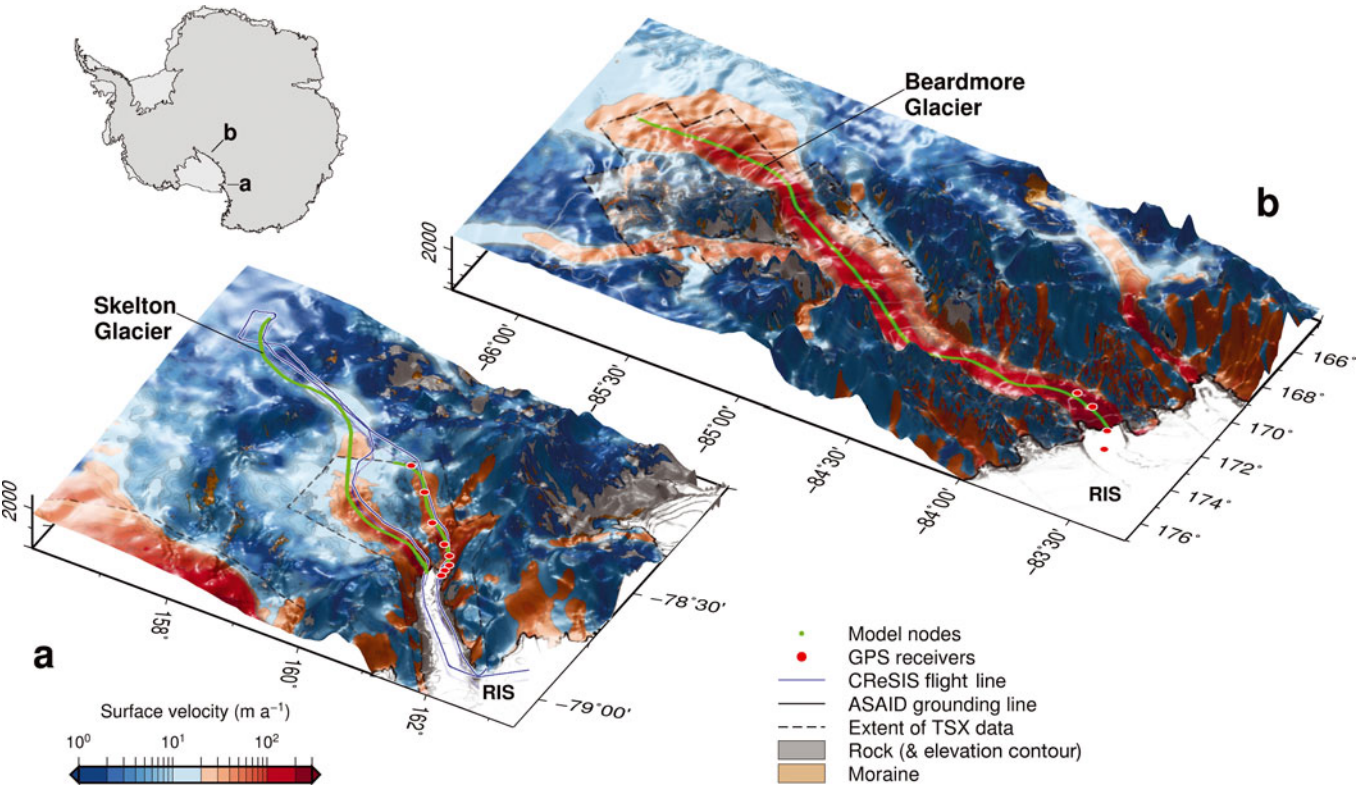 b
a
Beardmore
Glacier
b
2000
Skelton
Glacier
-86°00'
-85°30'
-85°00'
-84°30'
-84°00'
-83°30'
166°
168°
170°
172°
174°
176°
RIS
2000
158°
160°
162°
-78°30'
-79°00'
RIS
a
Surface velocity (m a⁻¹)
10⁰ 10¹ 10²
Model nodes
GPS receivers
CReSIS flight line
ASAID grounding line
Extent of TSX data
Rock (& elevation contour)
Moraine